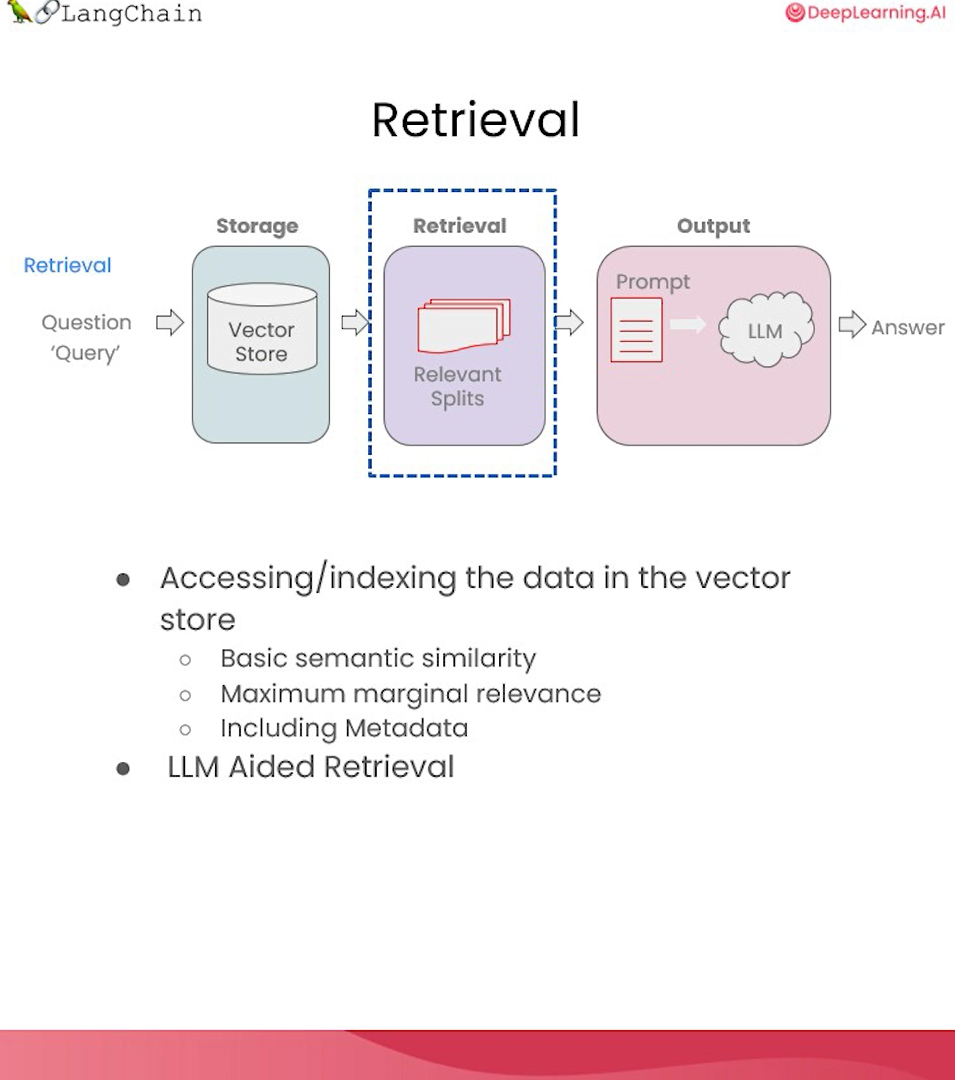 LangChain
DeepLearning.AI
Retrieval
Storage
Retrieval
Output
Retrieval
Question
‘Query’
Vector
Store
Relevant
Splits
Prompt
LLM
Answer
● Accessing/indexing the data in the vector
store
○ Basic semantic similarity
○ Maximum marginal relevance
○ Including Metadata
● LLM Aided Retrieval